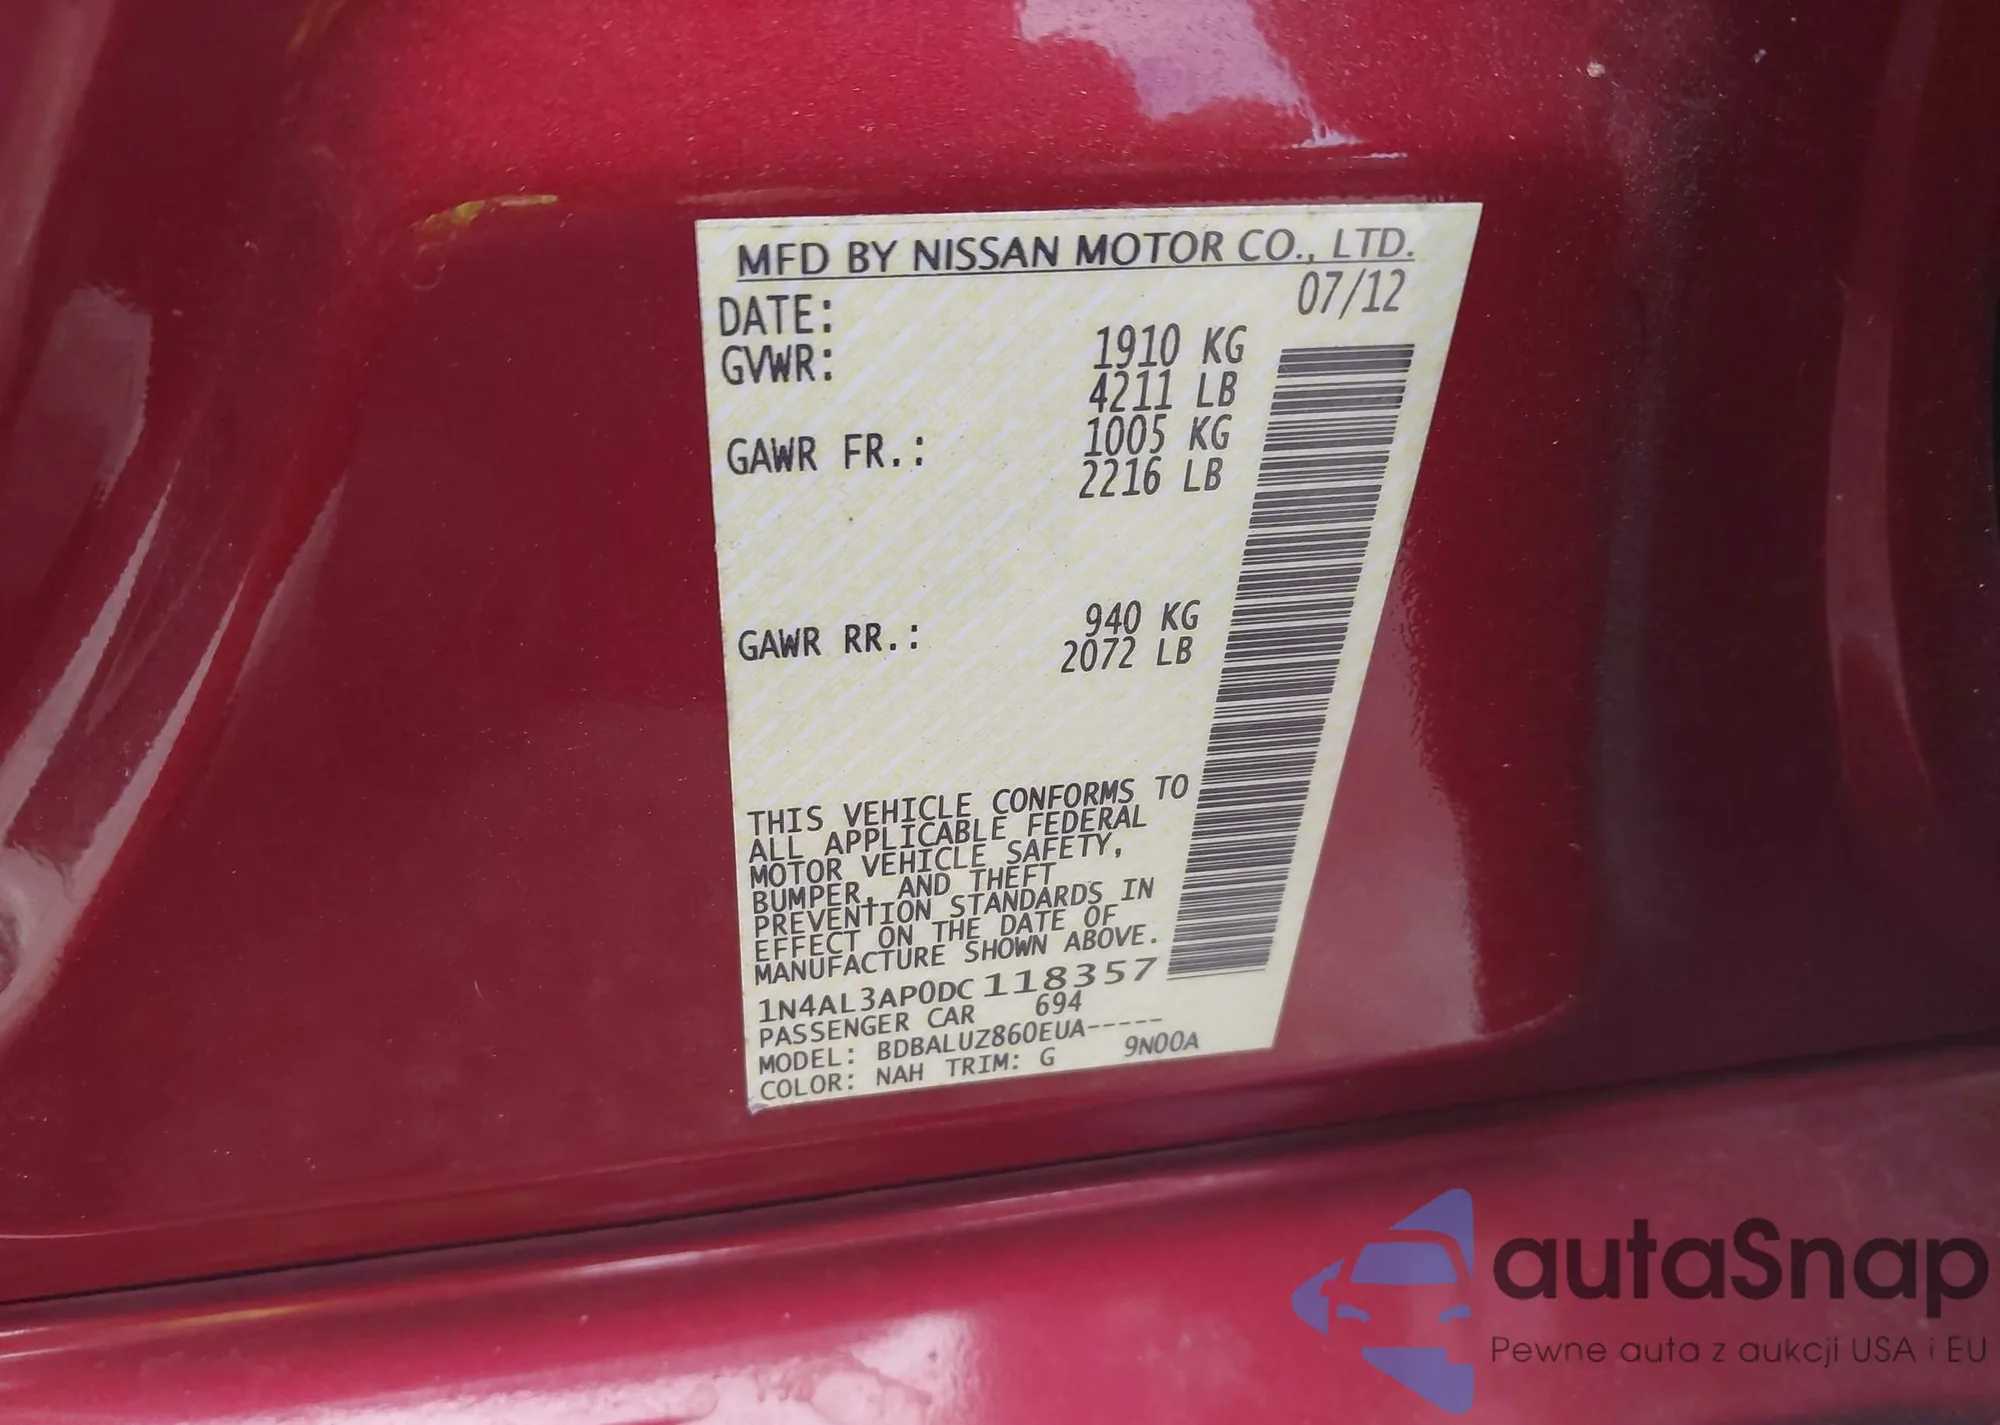 MFD BY NISSAN MOTOR CO., LTD.
DATE: 07/12
GVWR: 1910 KG
4211 LB
GAWR FR.: 1005 KG
2216 LB
GAWR RR.: 940 KG
2072 LB
THIS VEHICLE CONFORMS TO
ALL APPLICABLE FEDERAL
MOTOR VEHICLE SAFETY,
BUMPER, AND THEFT
PREVENTION STANDARDS IN
EFFECT ON THE DATE OF
MANUFACTURE SHOWN ABOVE.
1N4AL3AP0DC118357
PASSENGER CAR 694
MODEL: BDBALUZ860EUA-----
COLOR: NAH TRIM: G 9N00A
autaSnap
Pewne auta z aukcji USA i EU